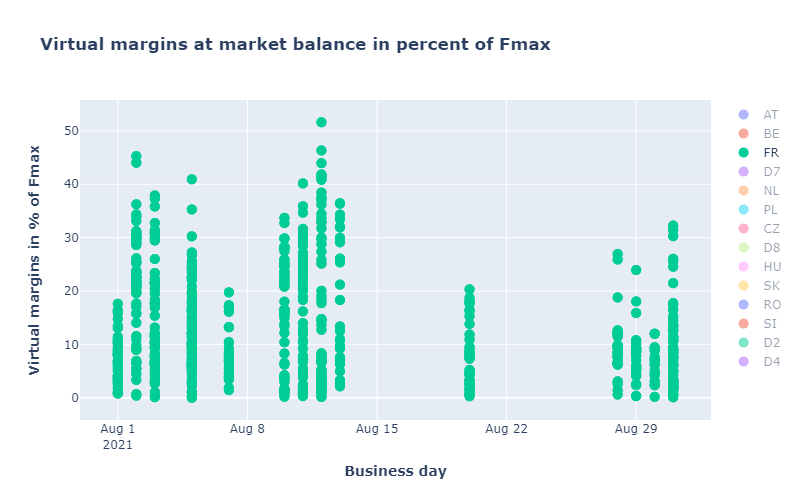 Virtual margins at market balance in percent of Fmax
Virtual margins in % of Fmax
50
40
30
20
10
0
Aug 1
2021
Aug 8
Aug 15
Aug 22
Aug 29
Business day
AT
BE
FR
D7
NL
PL
CZ
D8
HU
SK
RO
SI
D2
D4